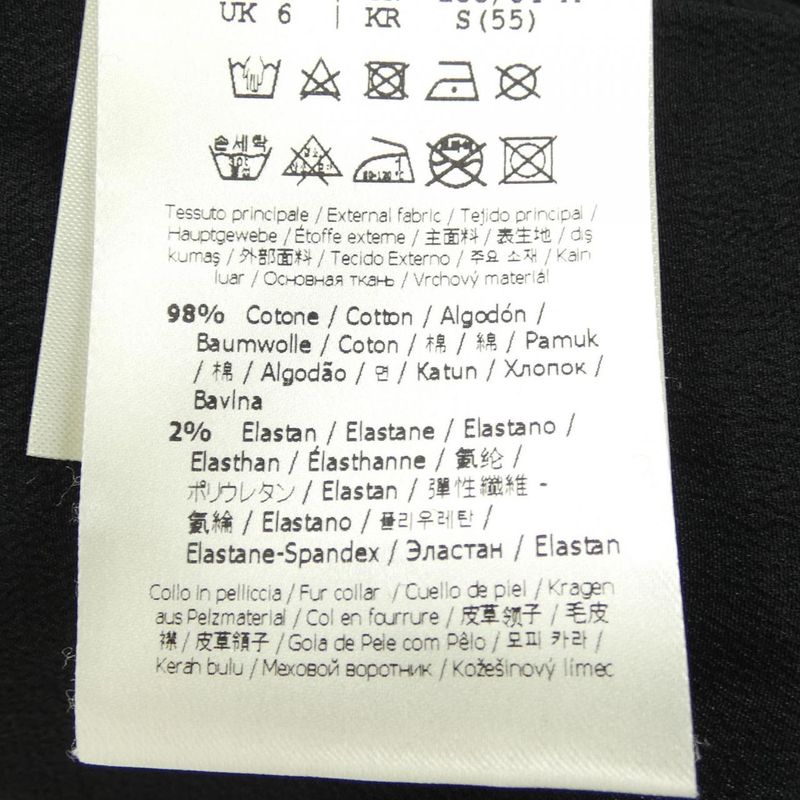 UK 6 | KR S(55)
손세탁
80-120℃
Tessuto principale / External fabric / Tejido principal /
Hauptgewebe / Étoffe externe / 主面料 / 表生地 / dış
kumaş / 外部面料 / Tecido Externo / 주요 소재 / Kain
luar / Основная ткань / Vrchový materiál
98% Cotone / Cotton / Algodón /
Baumwolle / Coton / 棉 / 綿 / Pamuk
/ 棉 / Algodão / 면 / Katun / Хлопок /
Bavlna
2% Elastan / Elastane / Elastano /
Elasthan / Élasthanne / 氨纶 /
ポリウレタン / Elastan / 彈性纖維 -
氨綸 / Elastano / 폴리우레탄 /
Elastane-Spandex / Эластан / Elastan
Collo in pelliccia / Fur collar / Cuello de piel / Kragen
aus Pelzmaterial / Col en fourrure / 皮草领子 / 毛皮
襟 / 皮草領子 / Gola de Pele com Pêlo / 모피 카라 /
Kerah bulu / Меховой воротник / Kožešinový límec